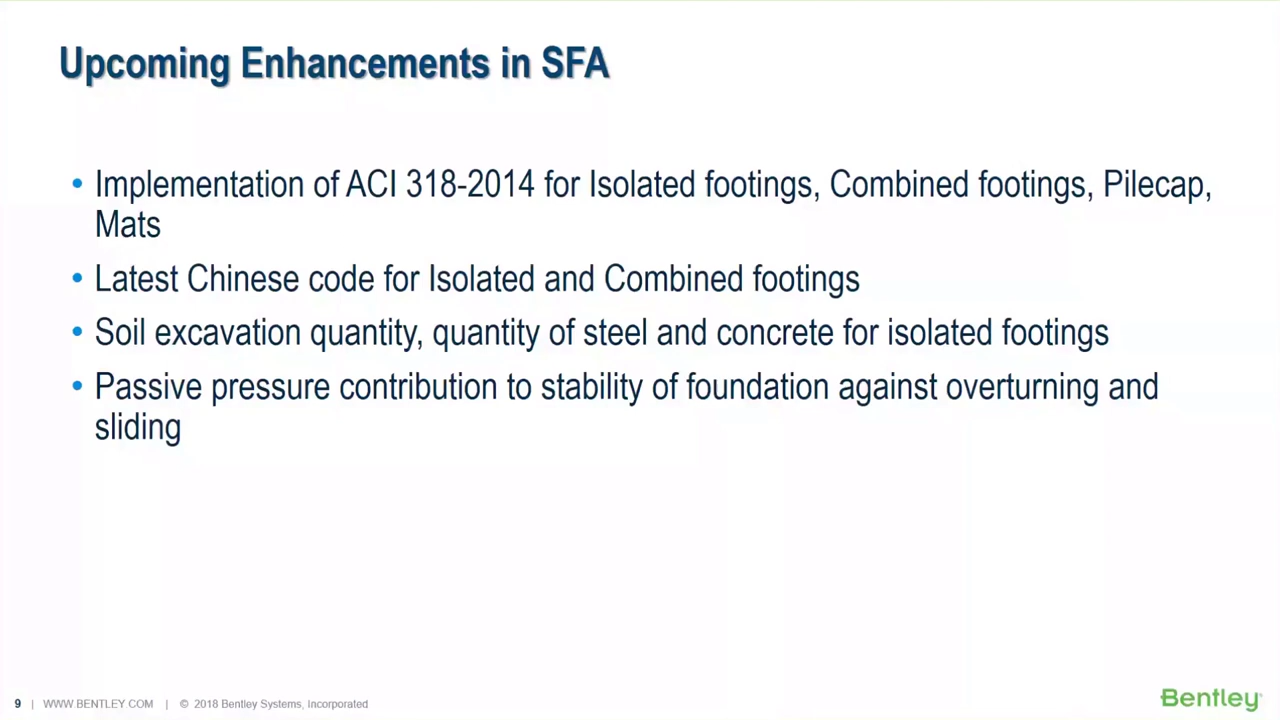 Upcoming Enhancements in SFA
• Implementation of ACI 318-2014 for Isolated footings, Combined footings, Pilecap,
Mats
• Latest Chinese code for Isolated and Combined footings
• Soil excavation quantity, quantity of steel and concrete for isolated footings
• Passive pressure contribution to stability of foundation against overturning and
sliding
9 | WWW.BENTLEY.COM | © 2018 Bentley Systems, Incorporated
Bentley